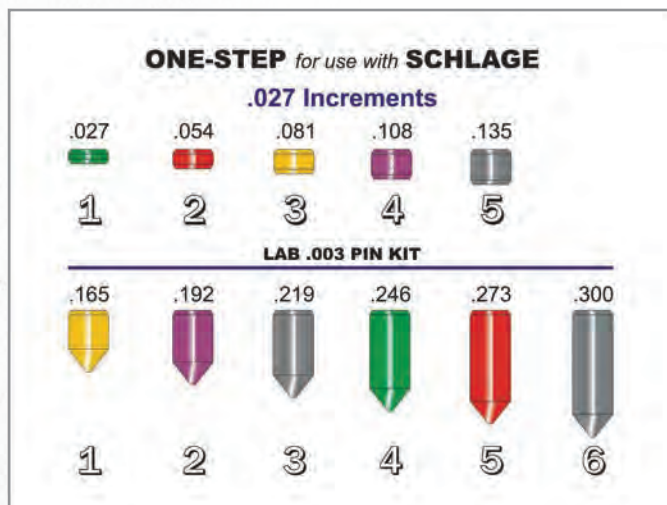 ONE-STEP for use with SCHLAGE
.027 Increments
.027 .054 .081 .108 .135
1 2 3 4 5
LAB .003 PIN KIT
.165 .192 .219 .246 .273 .300
1 2 3 4 5 6